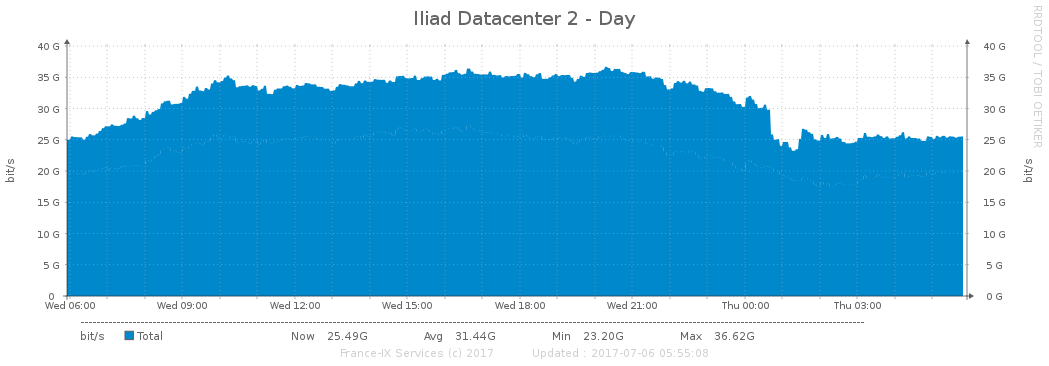 Iliad Datacenter 2 - Day
RRDTOOL / TOBI OETIKER
40 G 40 G
35 G 35 G
30 G 30 G
25 G 25 G
20 G 20 G
15 G 15 G
10 G 10 G
5 G 5 G
0 0 G
bit/s bit/s
Wed 06:00 Wed 09:00 Wed 12:00 Wed 15:00 Wed 18:00 Wed 21:00 Thu 00:00 Thu 03:00
bit/s Total Now 25.49G Avg 31.44G Min 23.20G Max 36.62G
France-IX Services (c) 2017 Updated : 2017-07-06 05:55:08